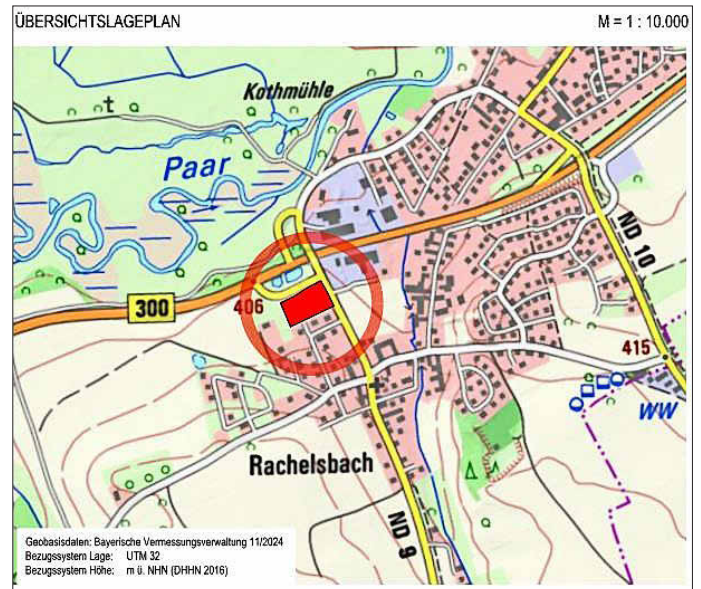 ÜBERSICHTSLAGEPLAN M = 1 : 10.000
Kothmühle
Paar
ND 10
300
406
415
WW
Rachelsbach
ND 9
Geobasisdaten: Bayerische Vermessungsverwaltung 11/2024
Bezugssystem Lage: UTM 32
Bezugssystem Höhe: m ü. NHN (DHHN 2016)